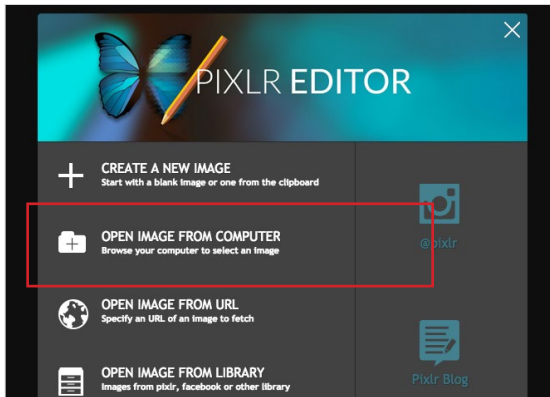 PIXLR EDITOR
CREATE A NEW IMAGE
Start with a blank image or one from the clipboard
OPEN IMAGE FROM COMPUTER
Browse your computer to select an image
@pixlr
OPEN IMAGE FROM URL
Specify an URL of an image to fetch
OPEN IMAGE FROM LIBRARY
Images from pixlr, facebook or other library
Pixlr Blog